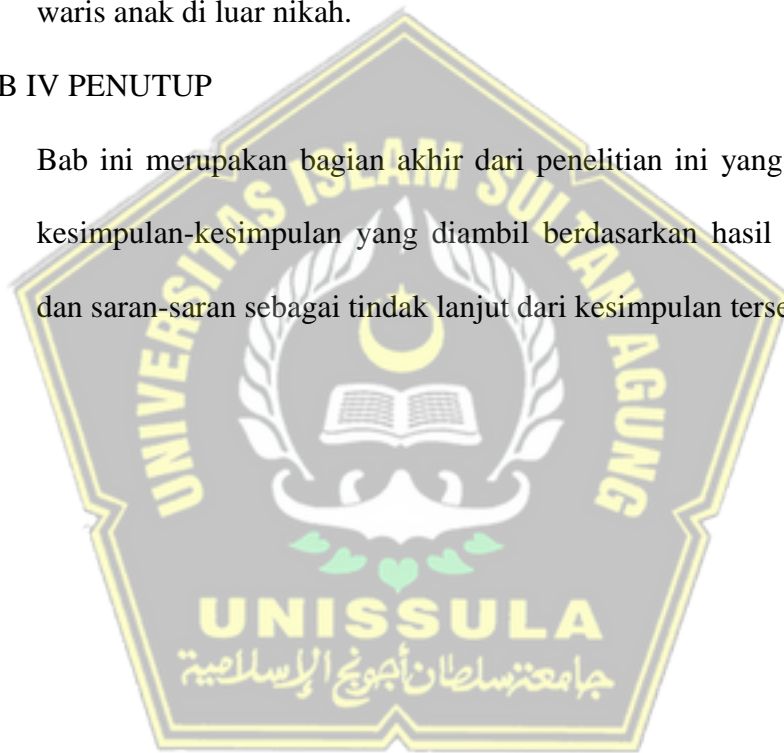 waris anak di luar nikah.
B IV PENUTUP
Bab ini merupakan bagian akhir dari penelitian ini yang
kesimpulan-kesimpulan yang diambil berdasarkan hasil
dan saran-saran sebagai tindak lanjut dari kesimpulan terse
UNIVERSITAS ISLAM SULTAN AGUNG
UNISSULA
جامعة سلطان أجونج الإسلامية